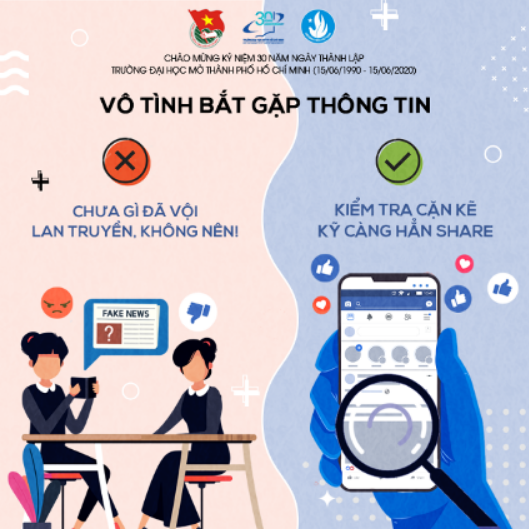 CHÀO MỪNG KỶ NIỆM 30 NĂM NGÀY THÀNH LẬP
TRƯỜNG ĐẠI HỌC MỞ THÀNH PHỐ HỒ CHÍ MINH (15/06/1990 - 15/06/2020)
VÔ TÌNH BẮT GẶP THÔNG TIN
CHƯA GÌ ĐÃ VỘI
LAN TRUYỀN, KHÔNG NÊN!
KIỂM TRA CẶN KẼ
KỸ CÀNG HẲN SHARE
FAKE NEWS
?